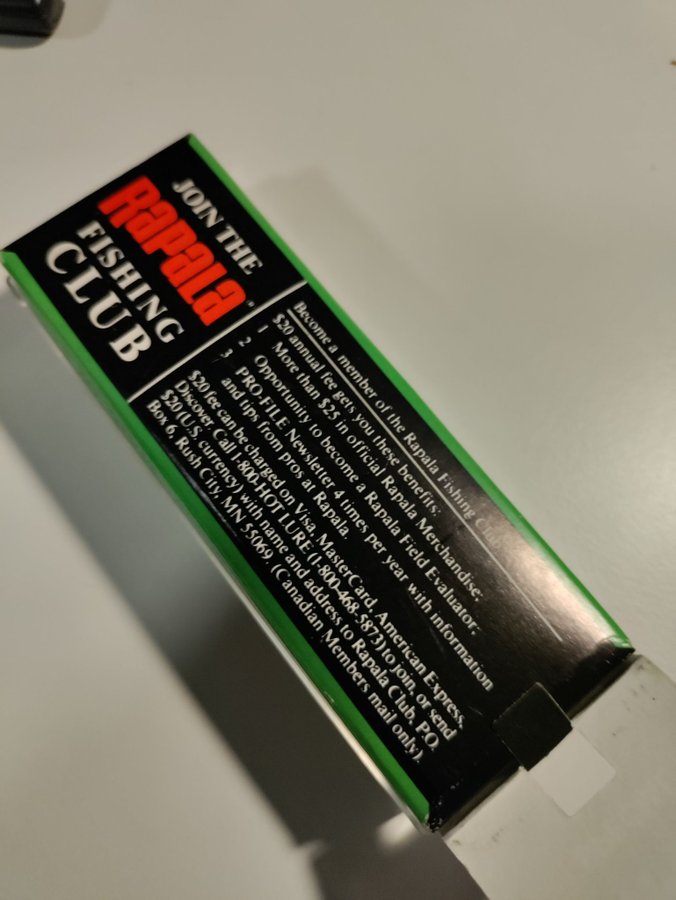 JOIN THE
RAPALA
FISHING
CLUB
Become a member of the Rapala Fishing Club
$20 annual fee gets you these benefits:
1 More than $25 in official Rapala Merchandise;
2 Opportunity to become a Rapala Field Evaluator;
3 PRO-FILE Newsletter 4 times per year with information
and tips from pros at Rapala.
$20 fee can be charged on Visa, MasterCard, American Express,
Discover. Call 1-800-HOT LURE (1-800-468-5873) to join, or send
$20 (U.S. currency) with name and address to Rapala Club, P.O.
Box 6, Rush City, MN 55069. (Canadian Members mail only).